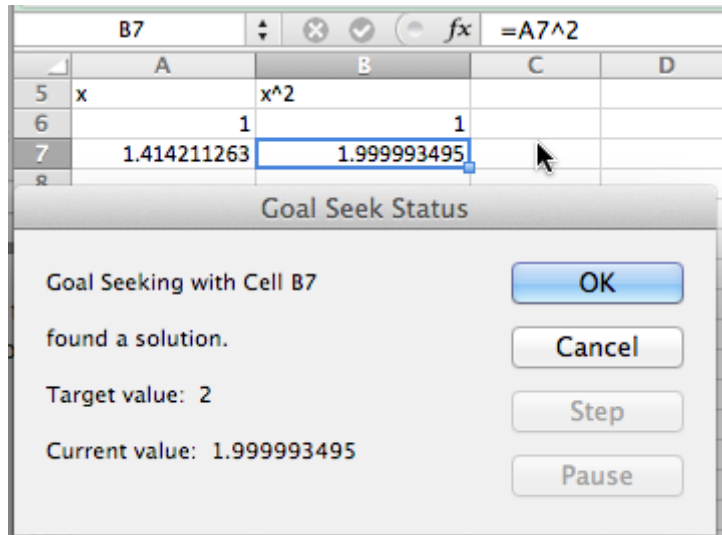 B7 fx =A7^2
A B C D
5 x x^2
6 1 1
7 1.414211263 1.999993495
8
Goal Seek Status
Goal Seeking with Cell B7
found a solution.
Target value: 2
Current value: 1.999993495
OK
Cancel
Step
Pause